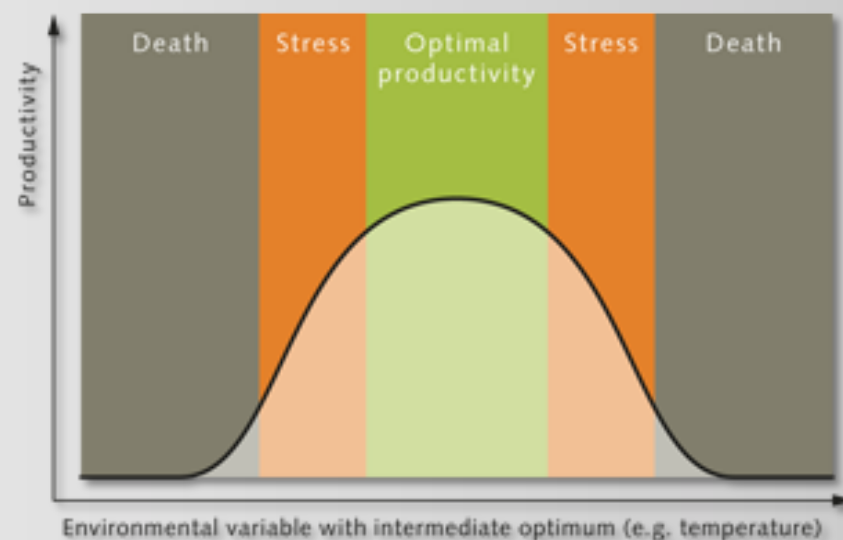 Death
Stress
Optimal
productivity
Stress
Death
Productivity
Environmental variable with intermediate optimum (e.g. temperature)